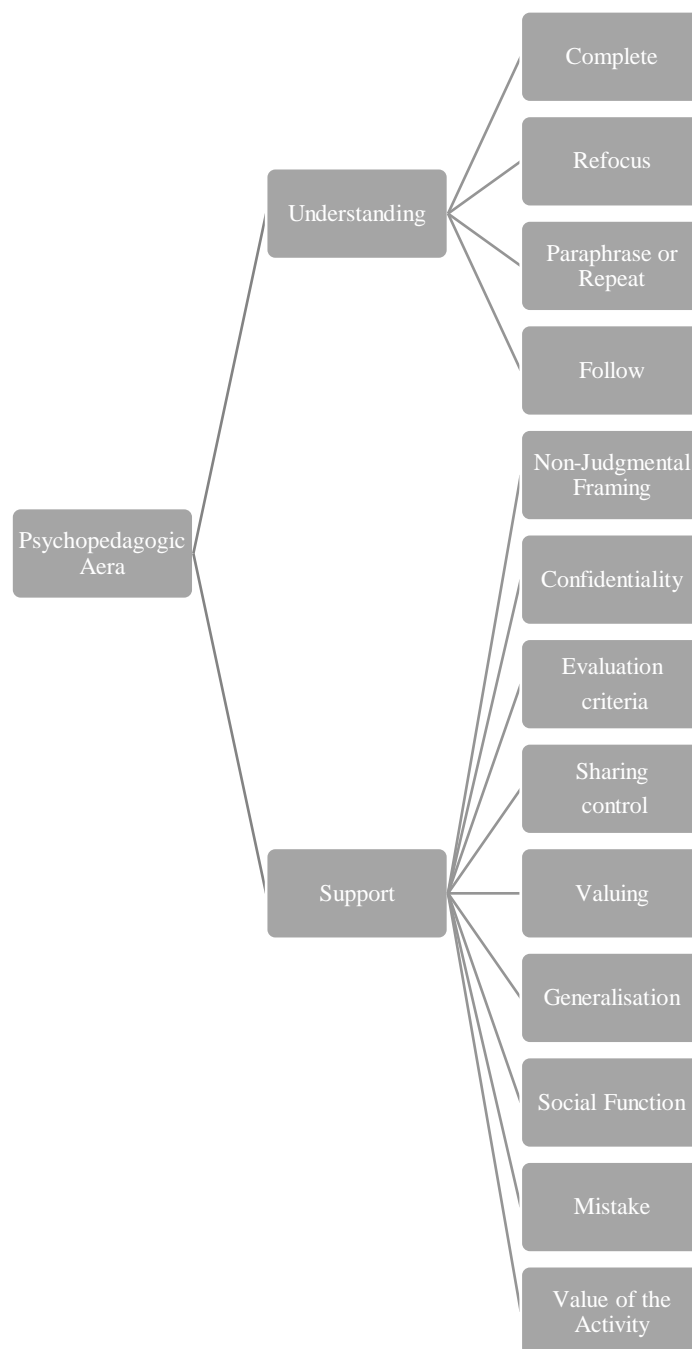 Complete
Refocus
Understanding
Paraphrase or
Repeat
Follow
Non-Judgmental
Framing
Psychopedagogic
Aera
Confidentiality
Evaluation
criteria
Sharing
control
Support
Valuing
Generalisation
Social Function
Mistake
Value of the
Activity